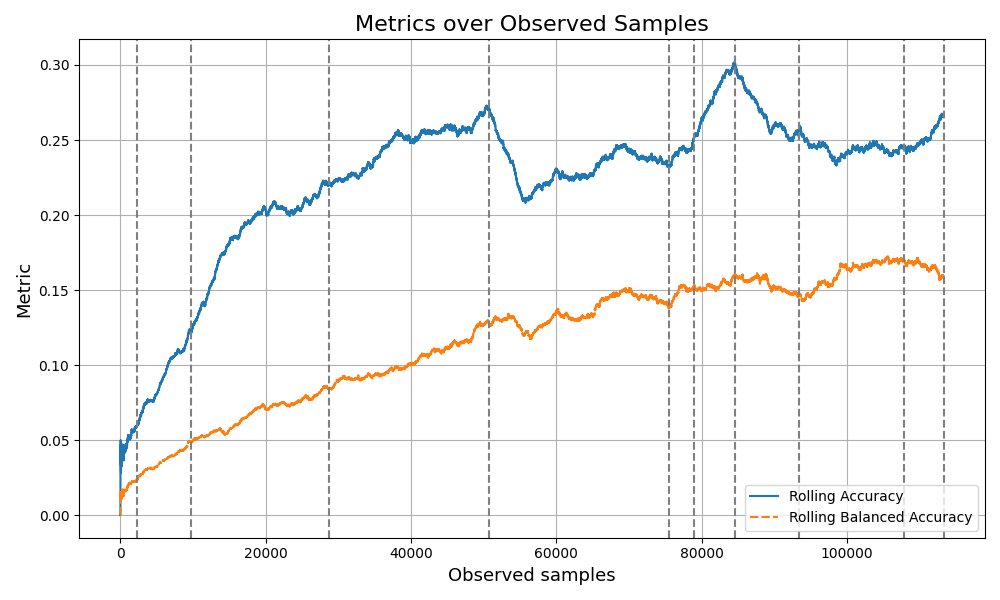 Metrics over Observed Samples
Metric
0.30
0.25
0.20
0.15
0.10
0.05
0.00
0
20000
40000
60000
80000
100000
Observed samples
Rolling Accuracy
Rolling Balanced Accuracy